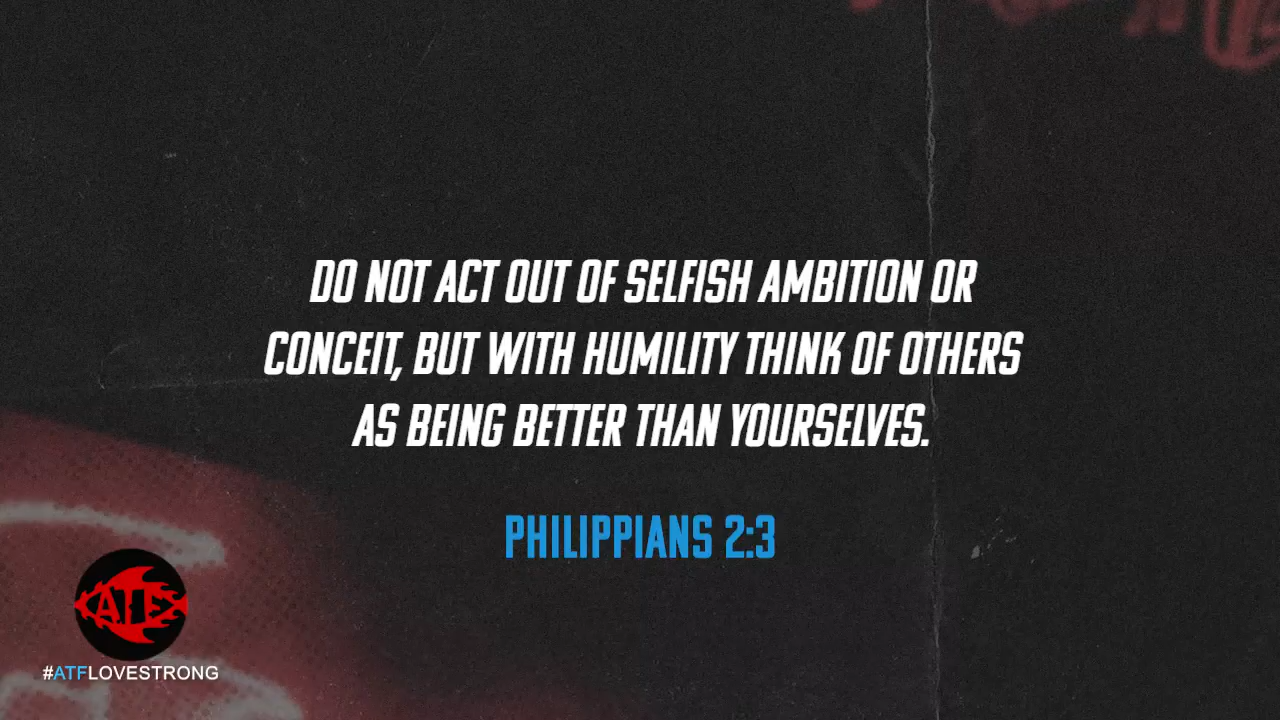 DO NOT ACT OUT OF SELFISH AMBITION OR
CONCEIT, BUT WITH HUMILITY THINK OF OTHERS
AS BEING BETTER THAN YOURSELVES.
PHILIPPIANS 2:3
ATF
#ATFLOVESTRONG